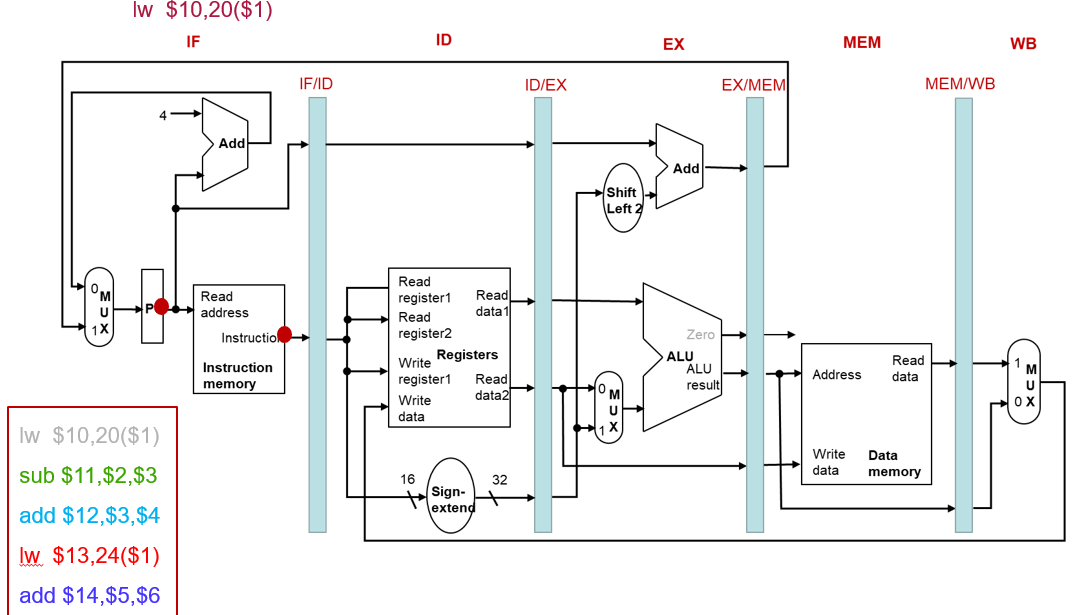 lw $10,20($1)
IF
ID
EX
MEM
WB
IF/ID
ID/EX
EX/MEM
MEM/WB
4
Add
Add
Shift
Left 2
0
M
U
1 X
P
Read
address
Instructio
Instruction
memory
Read
register1
Read
register2
Write
register1
Write
data
Registers
Read
data1
Read
data2
16
Sign-
extend
32
0
M
U
1 X
Zero
ALU
ALU
result
Address
Read
data
Write
data
Data
memory
1
M
U
0 X
lw $10,20($1)
sub $11,$2,$3
add $12,$3,$4
lw $13,24($1)
add $14,$5,$6